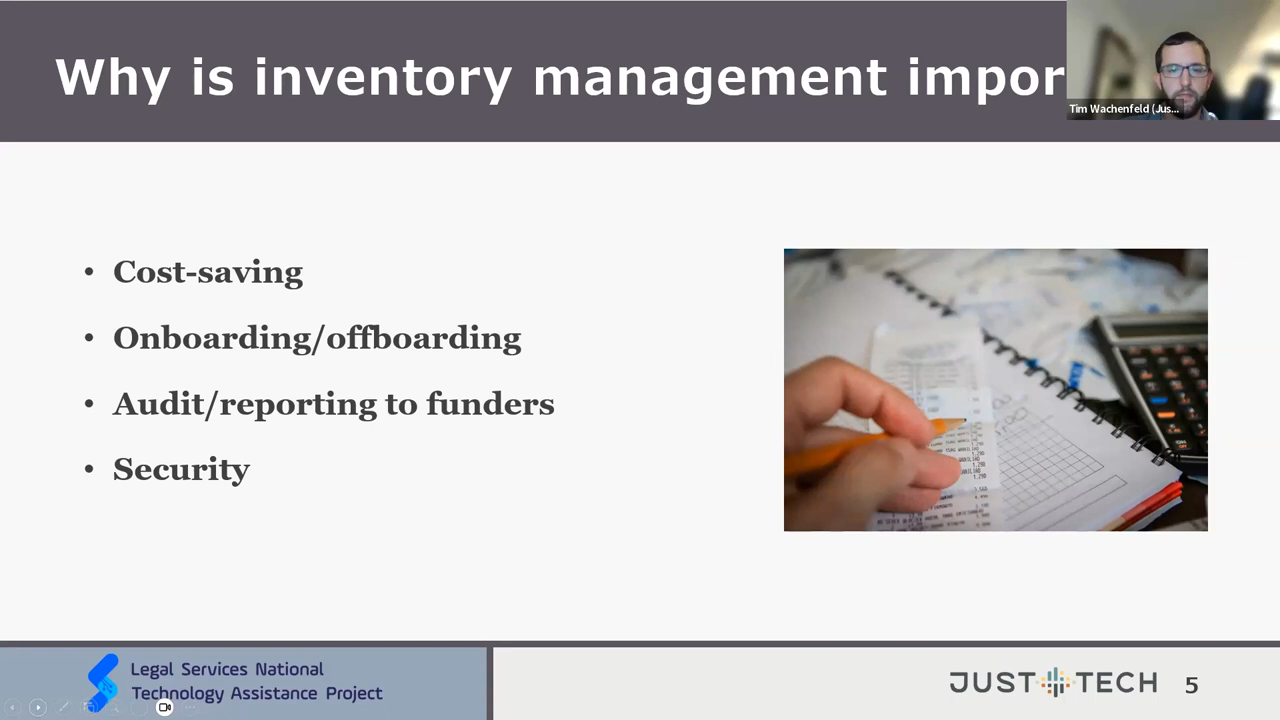 Why is inventory management impor
Tim Wachenfeld (Jus...
• Cost-saving
• Onboarding/offboarding
• Audit/reporting to funders
• Security
Legal Services National
Technology Assistance Project
JUST TECH
5